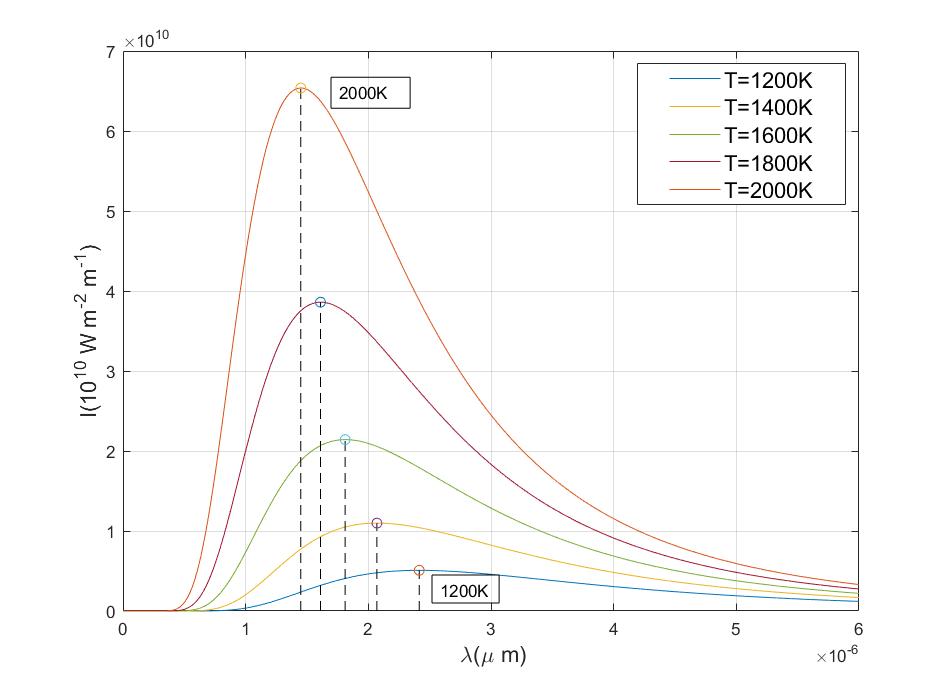 ×10^10
7
6
5
4
3
2
1
0
I(10^10 W m^-2 m^-1)
2000K
1200K
T=1200K
T=1400K
T=1600K
T=1800K
T=2000K
0 1 2 3 4 5 6
λ(μ m)
×10^-6